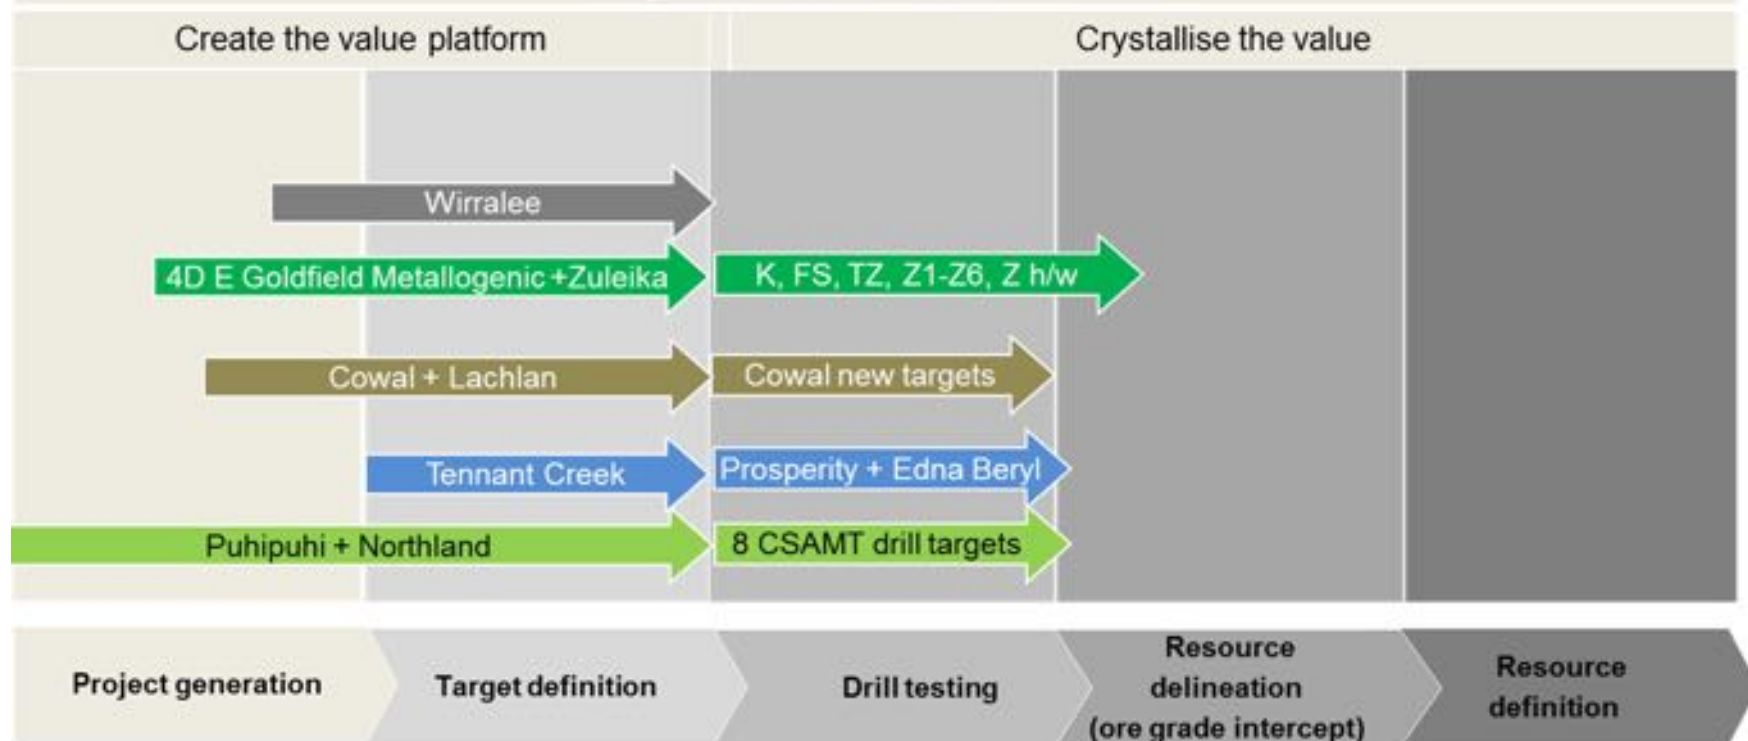 Create the value platform
Crystallise the value
Wirralee
4D E Goldfield Metallogenic +Zuleika
K, FS, TZ, Z1-Z6, Z h/w
Cowal + Lachlan
Cowal new targets
Tennant Creek
Prosperity + Edna Beryl
Puhipuhi + Northland
8 CSAMT drill targets
Project generation
Target definition
Drill testing
Resource
delineation
(ore grade intercept)
Resource
definition